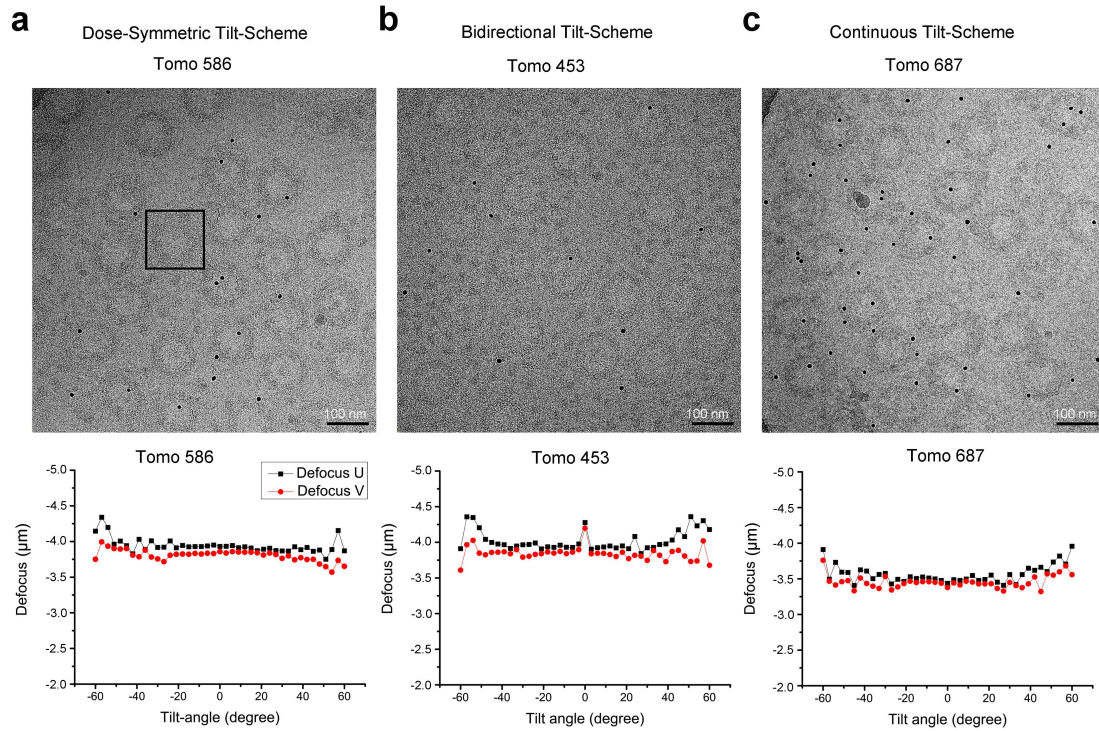 a
Dose-Symmetric Tilt-Scheme
Tomo 586
100 nm
Tomo 586
Defocus U
Defocus V
Defocus (μm)
-5.0
-4.5
-4.0
-3.5
-3.0
-2.5
-2.0
-60 -40 -20 0 20 40 60
Tilt-angle (degree)
b
Bidirectional Tilt-Scheme
Tomo 453
100 nm
Tomo 453
Defocus (μm)
-5.0
-4.5
-4.0
-3.5
-3.0
-2.5
-2.0
-60 -40 -20 0 20 40 60
Tilt angle (degree)
c
Continuous Tilt-Scheme
Tomo 687
100 nm
Tomo 687
Defocus (μm)
-5.0
-4.5
-4.0
-3.5
-3.0
-2.5
-2.0
-60 -40 -20 0 20 40 60
Tilt angle (degree)